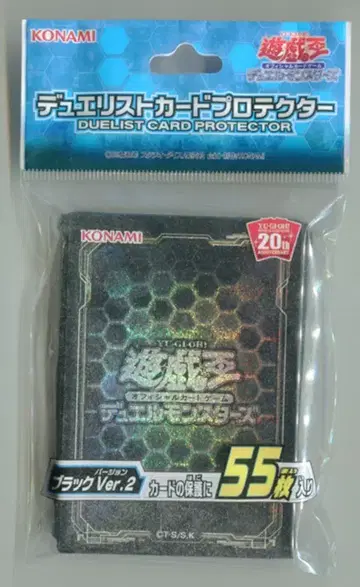 KONAMI
遊戯王
オフィシャルカードゲーム
デュエルモンスターズ
デュエリストカードプロテクター
DUELIST CARD PROTECTOR
KONAMI
YU-GI-OH!
20th
ANNIVERSARY
YU-GI-OH!
遊戯王
オフィシャルカードゲーム
デュエルモンスターズ
バージョン
ブラックVer.2
カードの保護に
55枚入り
CT-S/S.K